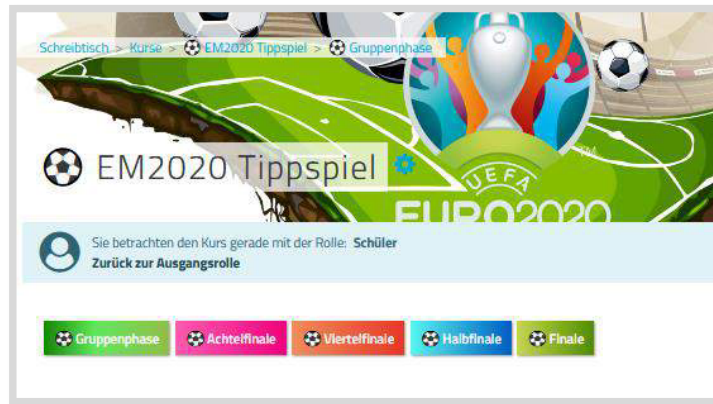 Schreibtisch > Kurse > EM2020 Tippspiel > Gruppenphase
EM2020 Tippspiel
TM
UEFA
EURO2020
Sie betrachten den Kurs gerade mit der Rolle: Schüler
Zurück zur Ausgangsrolle
Gruppenphase Achtelfinale Viertelfinale Halbfinale Finale